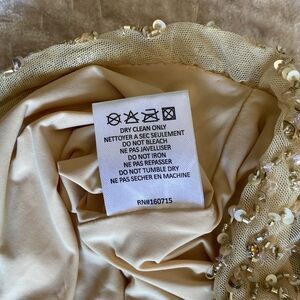 DRY CLEAN ONLY
NETTOYER A SEC SEULEMENT
DO NOT BLEACH
NE PAS JAVELLISER
DO NOT IRON
NE PAS REPASSER
DO NOT TUMBLE DRY
NE PAS SECHER EN MACHINE
RN#160715